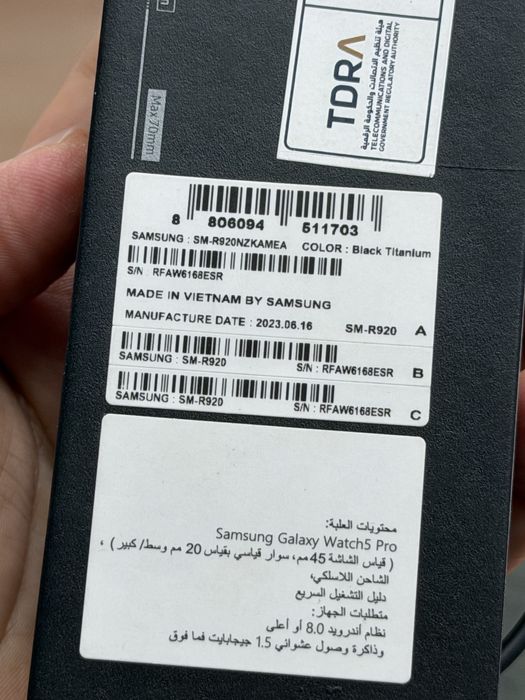 Max70mm
TDRA
هيئة تنظيم الاتصالات والحكومة الرقمية
TELECOMMUNICATIONS AND DIGITAL
GOVERNMENT REGULATORY AUTHORITY
8 806094 511703
SAMSUNG : SM-R920NZKAMEA COLOR : Black Titanium
S/N : RFAW6168ESR
MADE IN VIETNAM BY SAMSUNG
MANUFACTURE DATE : 2023.06.16 SM-R920 A
SAMSUNG : SM-R920 S/N : RFAW6168ESR B
SAMSUNG : SM-R920 S/N : RFAW6168ESR C
محتويات العلبة:
Samsung Galaxy Watch5 Pro
( قياس الشاشة 45 مم، سوار قياسي بقياس 20 مم وسط/ كبير ) ،
الشاحن اللاسلكي،
دليل التشغيل السريع
متطلبات الجهاز:
نظام أندرويد 8.0 أو أعلى
وذاكرة وصول عشوائي 1.5 جيجابايت فما فوق